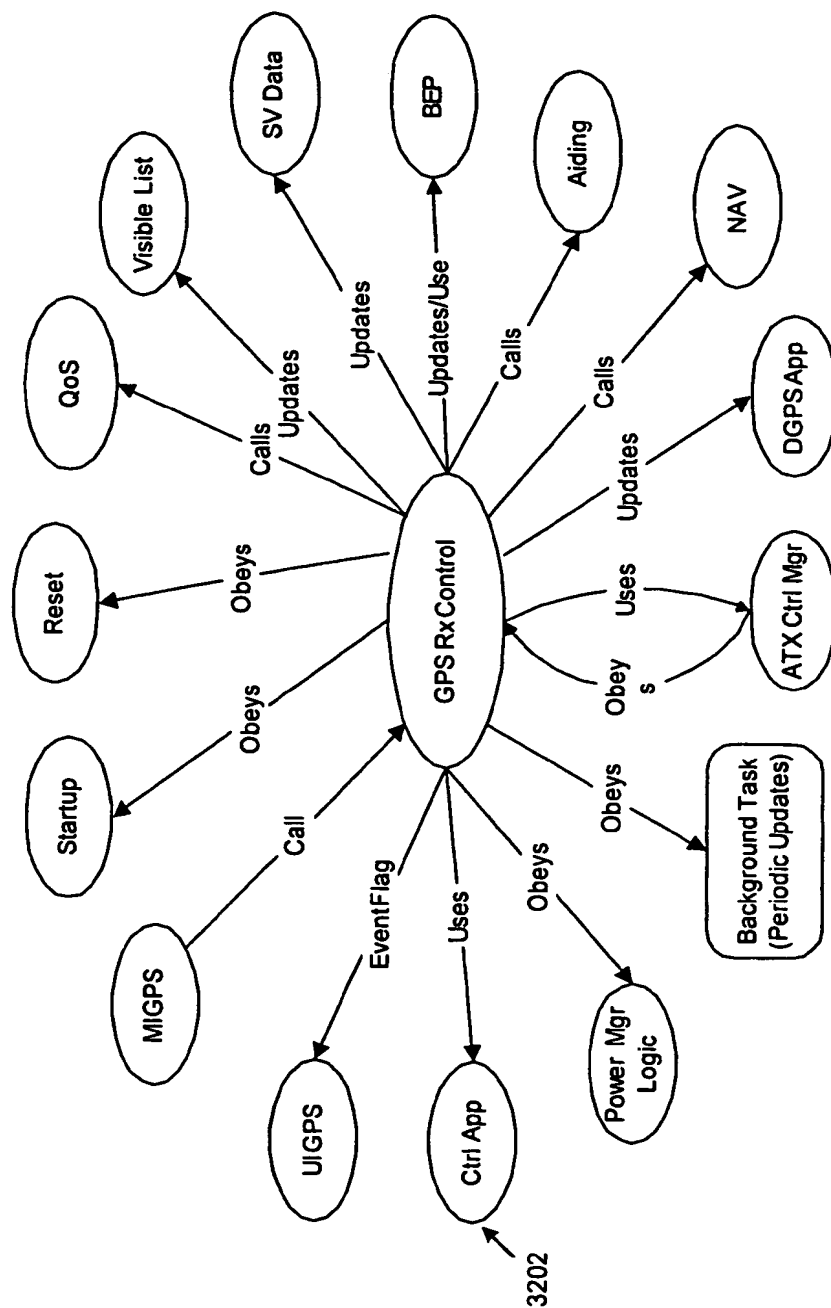 SV Data
BEP
Visible List
Aiding
QoS
NAV
Updates
Updates/Use
Calls
Updates
Calls
Calls
Reset
Obeys
Updates
DGPS App
GPS Rx Control
Startup
Obeys
Uses
ATX Ctrl Mgr
Obey
s
Call
Obeys
MIGPS
EventFlag
Uses
Obeys
Background Task
(Periodic Updates)
UIGPS
Ctrl App
Power Mgr
Logic
3202